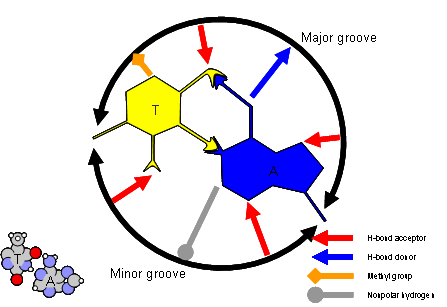 Major groove
T
A
Minor groove
H-bond acceptor
H-bond donor
Methyl group
Nonpolar hydrogen
T
A